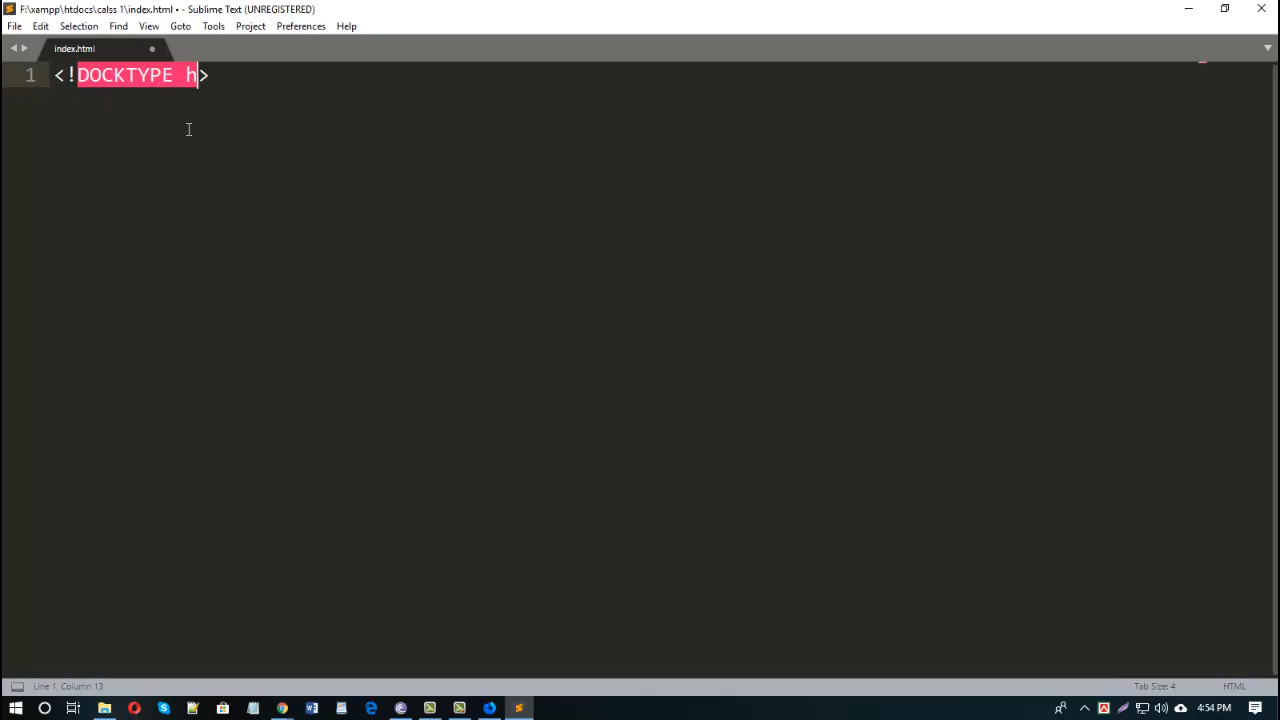 F:\xampp\htdocs\calss 1\index.html • - Sublime Text (UNREGISTERED)
File Edit Selection Find View Goto Tools Project Preferences Help
index.html
1 <!DOCKTYPE h>
Line 1, Column 13 Tab Size: 4 HTML
4:54 PM